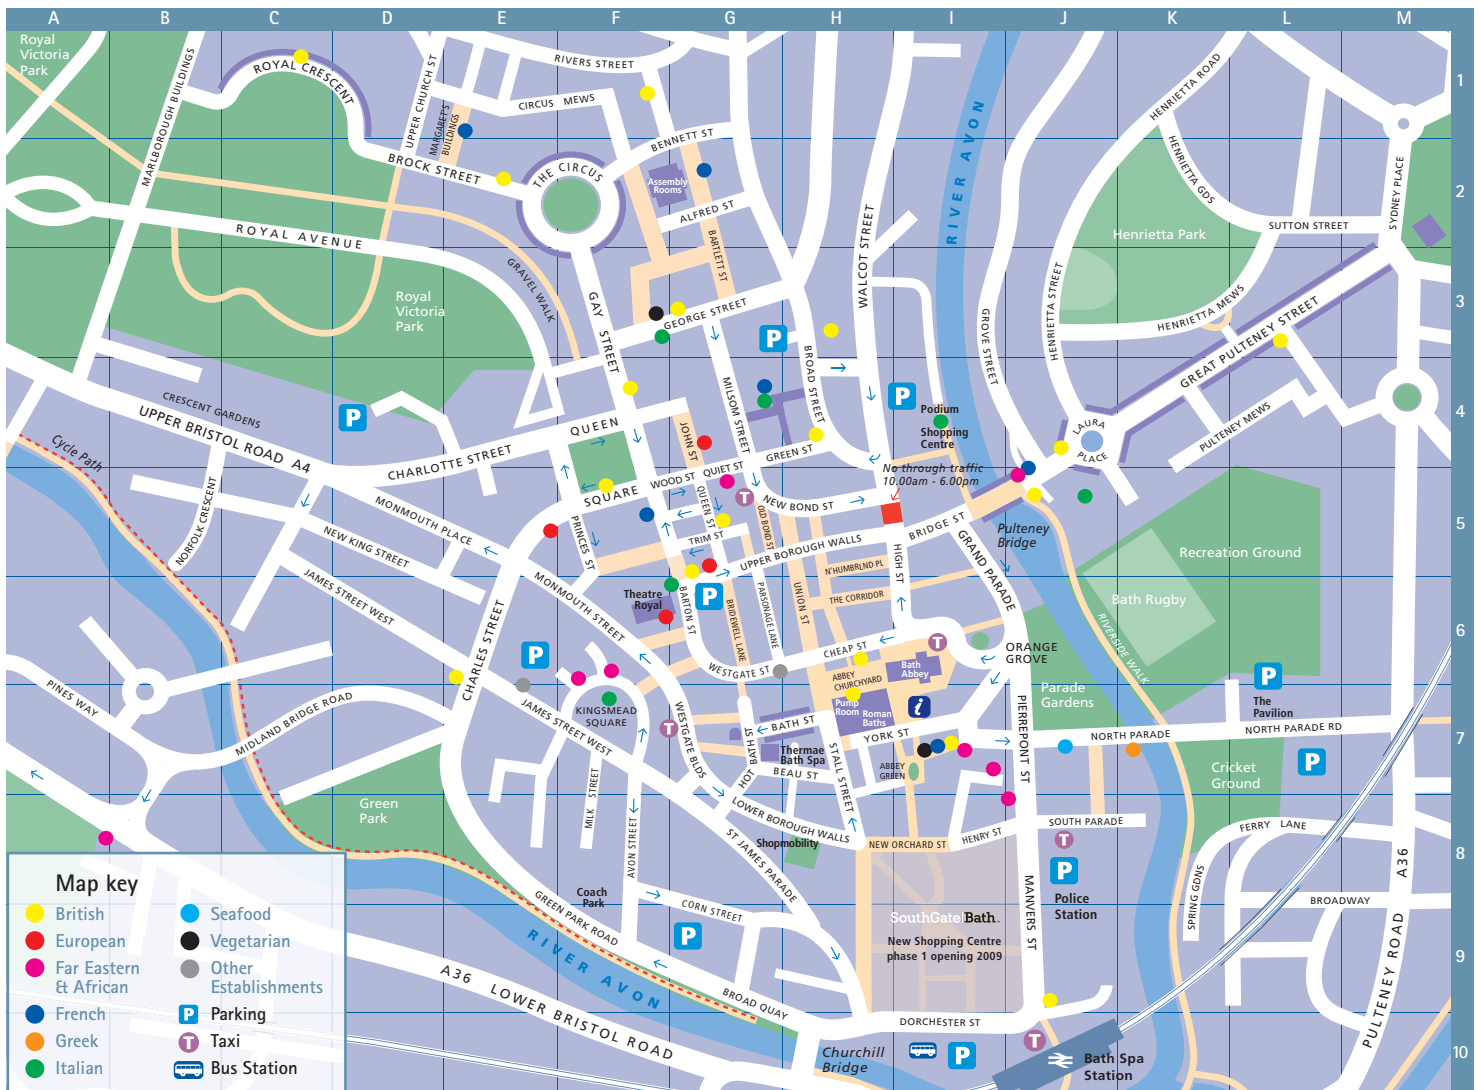 A B C D E F G H I J K L M
Royal
Victoria
Park
MARLBOROUGH BUILDINGS
ROYAL CRESCENT
UPPER CHURCH ST
MARGARET'S
BUILDINGS
RIVERS STREET
CIRCUS MEWS
BENNETT ST
BROCK STREET
THE CIRCUS
Assembly
Rooms
ALFRED ST
BARTLETT ST
RIVER AVON
WALCOT STREET
HENRIETTA ROAD
HENRIETTA GDS
Henrietta Park
SUTTON STREET
SYDNEY PLACE
1
2
3
4
5
6
7
8
9
10
ROYAL AVENUE
GRAVEL WALK
Royal
Victoria
Park
GAY STREET
GEORGE STREET
P
BROAD STREET
GROVE STREET
HENRIETTA STREET
HENRIETTA MEWS
GREAT PULTENEY STREET
CRESCENT GARDENS
UPPER BRISTOL ROAD A4
P
Cycle Path
CHARLOTTE STREET
QUEEN
SQUARE
JOHN ST
MILSOM STREET
P
Podium
Shopping
Centre
LAURA
PLACE
PULTENEY MEWS
WOOD ST
QUIET ST
GREEN ST
No through traffic
10.00am - 6.00pm
NORFOLK CRESCENT
MONMOUTH PLACE
NEW KING STREET
JAMES STREET WEST
PRINCES ST
QUEEN ST
T
NEW BOND ST
OLD BOND ST
TRIM ST
UPPER BOROUGH WALLS
BRIDGE ST
Pulteney
Bridge
Recreation Ground
Bath Rugby
RIVERSIDE WALK
N'HUMBRLND PL
THE CORRIDOR
HIGH ST
GRAND PARADE
MONMOUTH STREET
Theatre
Royal
P
BARTON ST
BRIDEWELL LANE
PARSONAGE LANE
UNION ST
CHEAP ST
WESTGATE ST
T
ORANGE
GROVE
CHARLES STREET
P
PINES WAY
MIDLAND BRIDGE ROAD
KINGSMEAD
SQUARE
JAMES STREET WEST
T
WESTGATE BLDS
ABBEY
CHURCHYARD
Bath
Abbey
Pump
Room
Roman
Baths
i
Parade
Gardens
P
The
Pavilion
BATH ST
HOT BATH ST
Thermae
Bath Spa
BEAU ST
YORK ST
ABBEY
GREEN
STALL STREET
PIERREPONT ST
NORTH PARADE
NORTH PARADE RD
Cricket
Ground
P
Green
Park
MILK STREET
AVON STREET
LOWER BOROUGH WALLS
ST JAMES PARADE
Shopmobility
NEW ORCHARD ST
HENRY ST
SOUTH PARADE
T
P
Police
Station
FERRY LANE
SPRING GDNS
BROADWAY
A36
PULTENEY ROAD
Coach
Park
CORN STREET
P
GREEN PARK ROAD
RIVER AVON
BROAD QUAY
SouthGate Bath.
New Shopping Centre
phase 1 opening 2009
MANVERS ST
DORCHESTER ST
A36 LOWER BRISTOL ROAD
Churchill
Bridge
P
T
Bath Spa
Station
Map key
British
European
Far Eastern
& African
French
Greek
Italian
Seafood
Vegetarian
Other
Establishments
P Parking
T Taxi
Bus Station